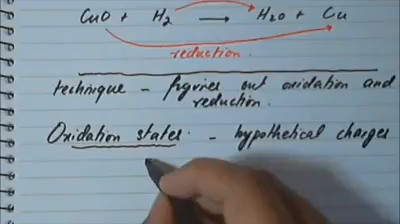 CuO + H2 → H2O + Cu
reduction.
technique - figures out oxidation and
reduction.
Oxidation states - hypothetical charges